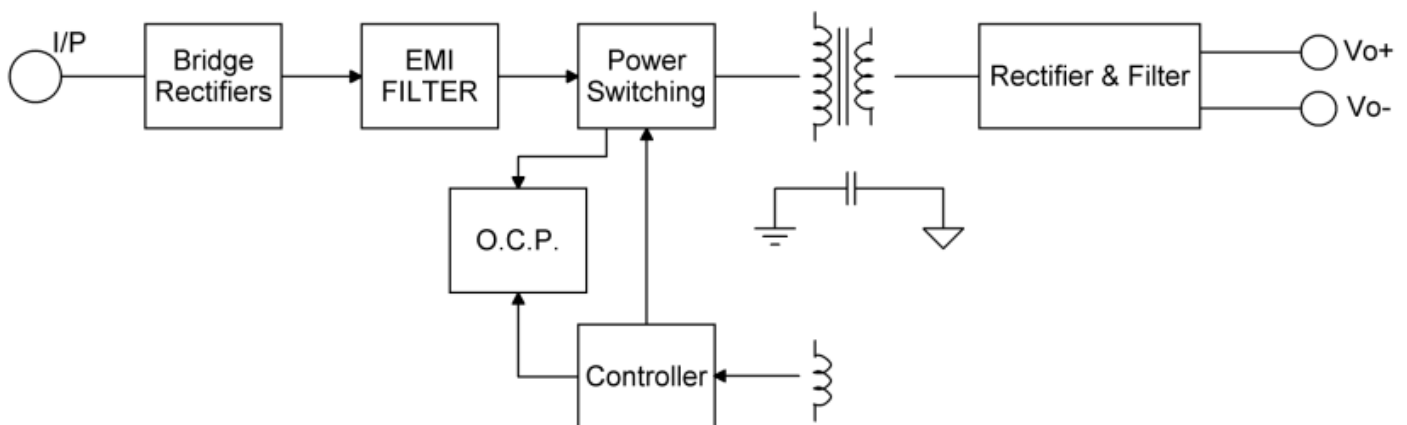 I/P
Bridge
Rectifiers
EMI
FILTER
Power
Switching
Rectifier & Filter
Vo+
Vo-
O.C.P.
Controller